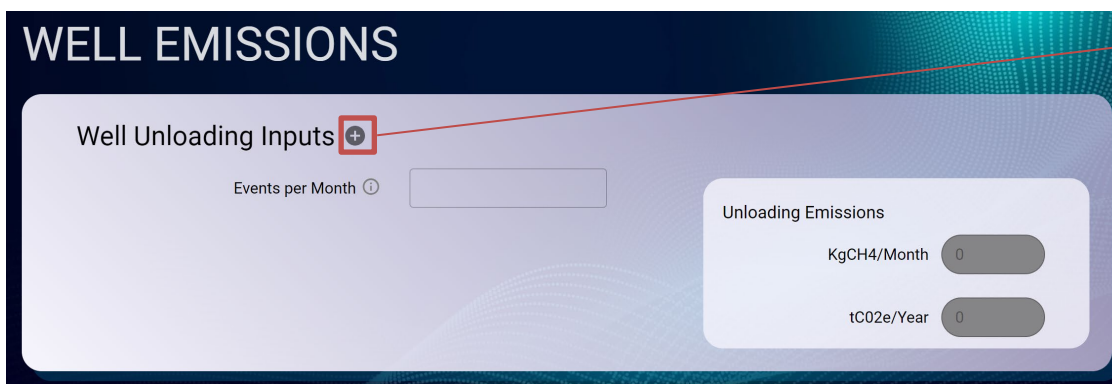 WELL EMISSIONS
Well Unloading Inputs
Events per Month
Unloading Emissions
KgCH4/Month 0
tC02e/Year 0